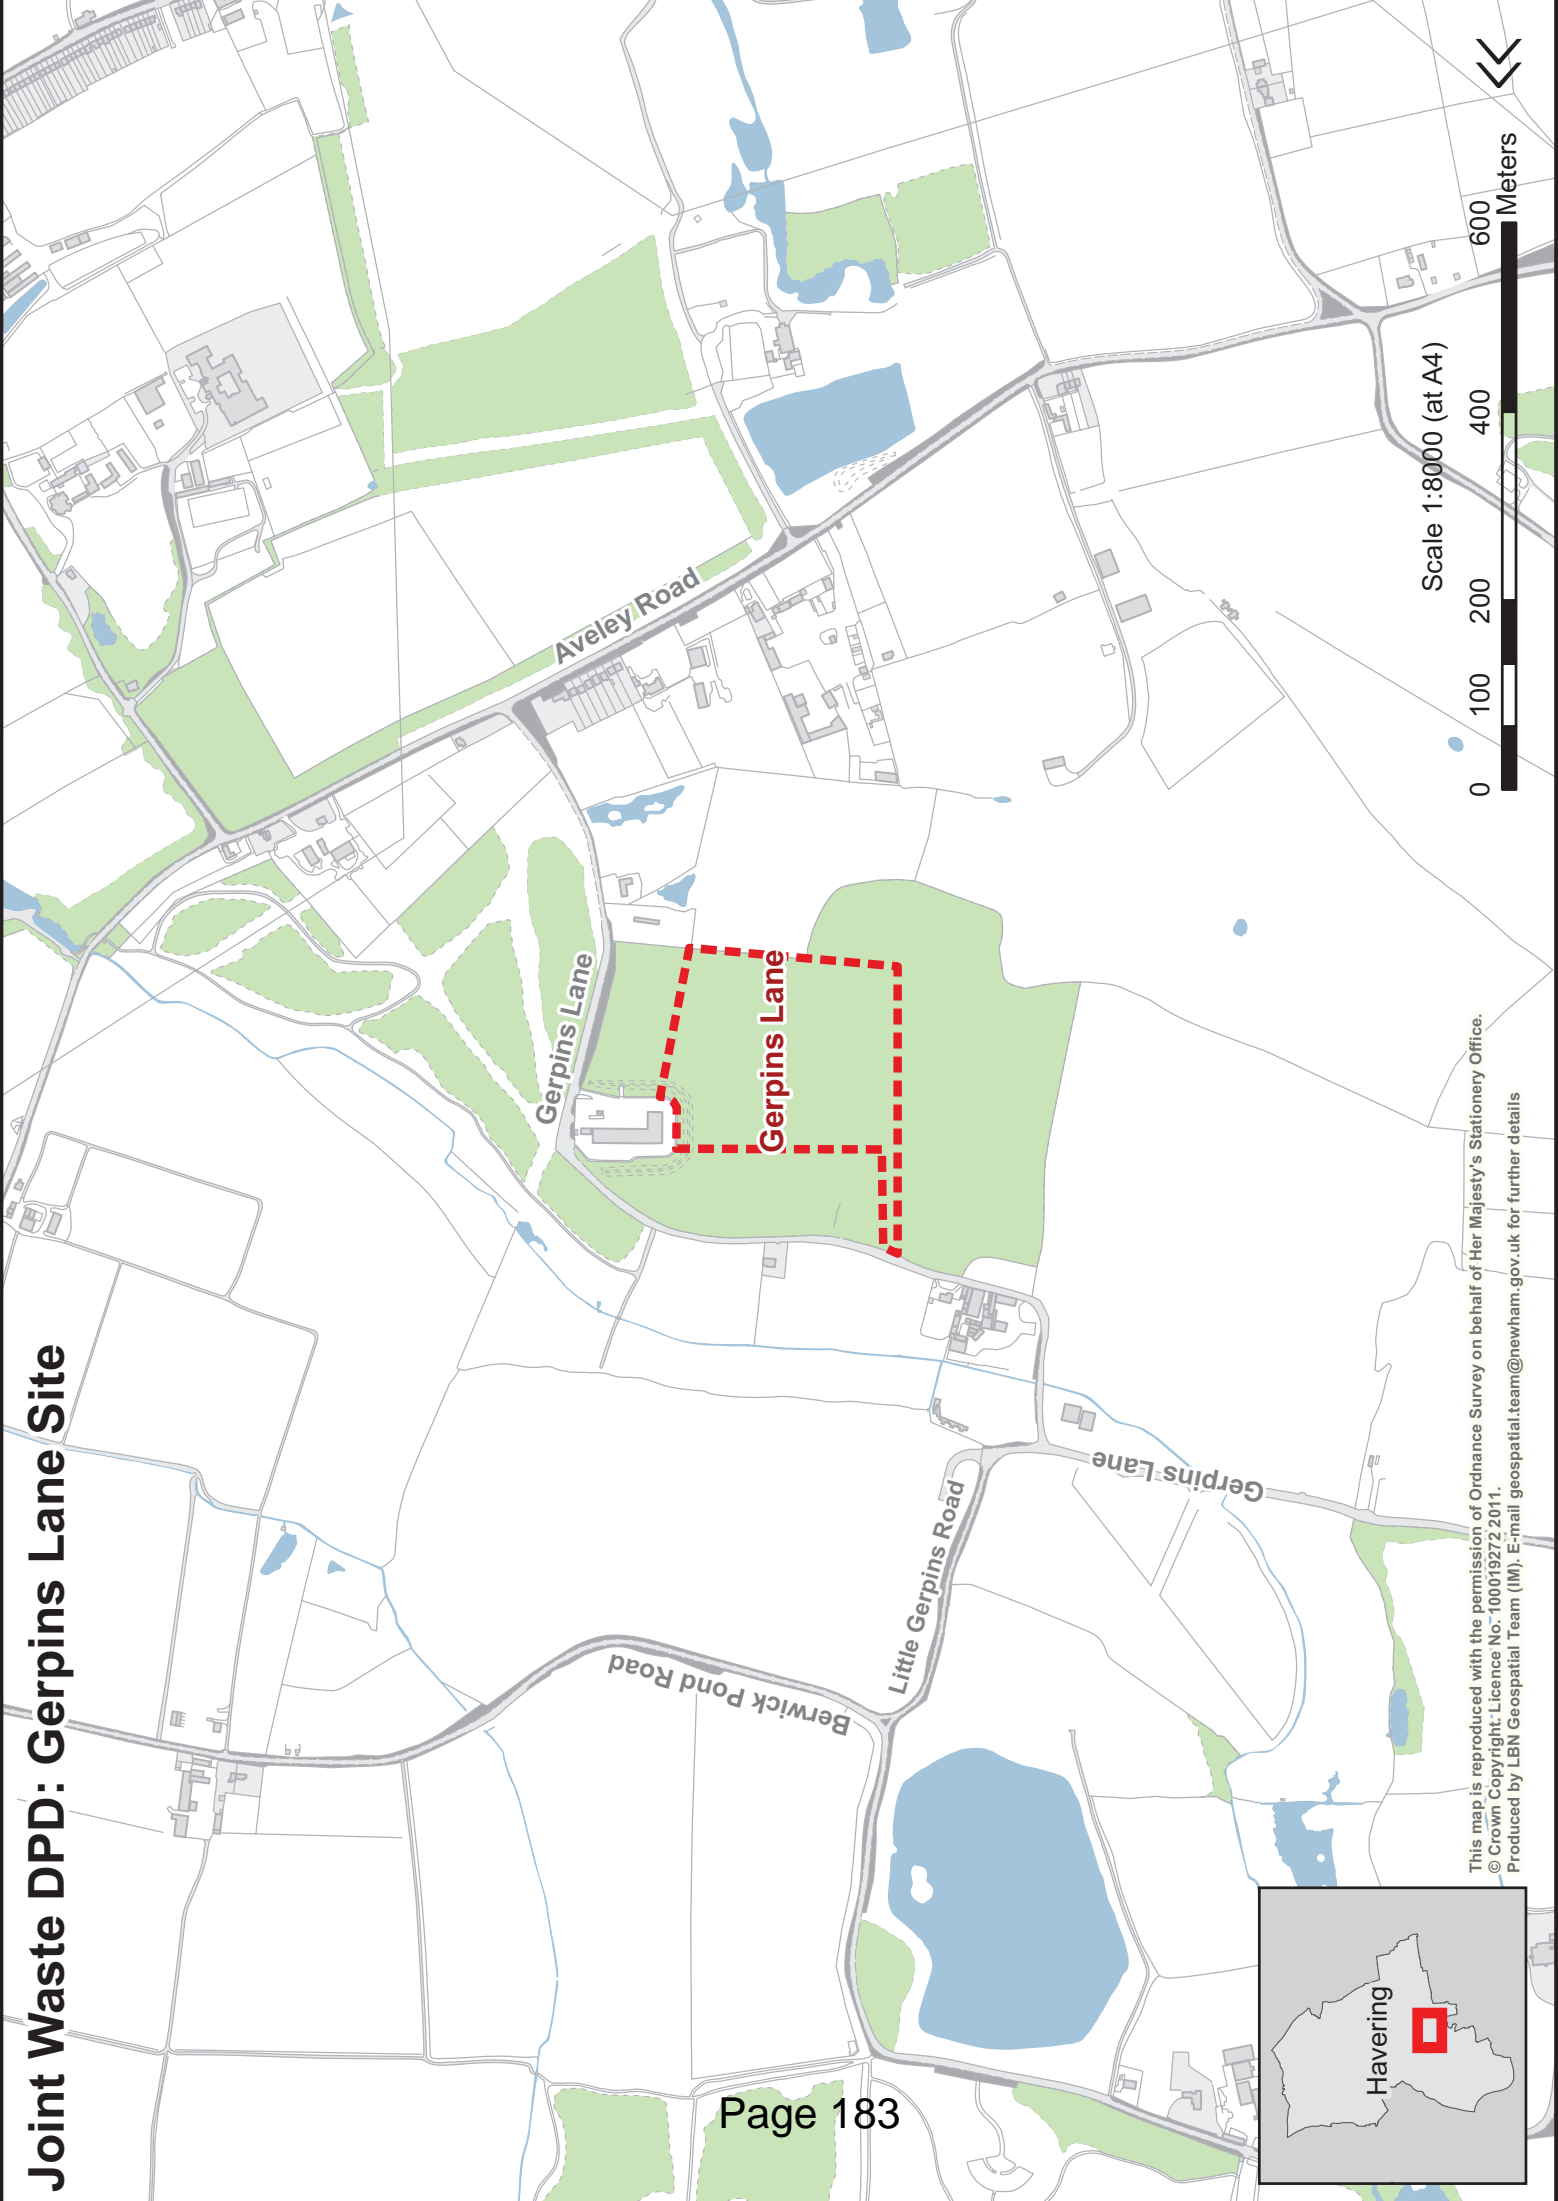 Joint Waste DPD: Gerpins Lane Site
Aveley Road
Gerpins Lane
Gerpins Lane
Berwick Pond Road
Little Gerpins Road
Gerpins Lane
Havering
Scale 1:8000 (at A4)
0 100 200 400 600
Meters
This map is reproduced with the permission of Ordnance Survey on behalf of Her Majesty's Stationery Office.
© Crown Copyright. Licence No. 100019272 2011.
Produced by LBN Geospatial Team (IM). E-mail geospatial.team@newham.gov.uk for further details
Page 183